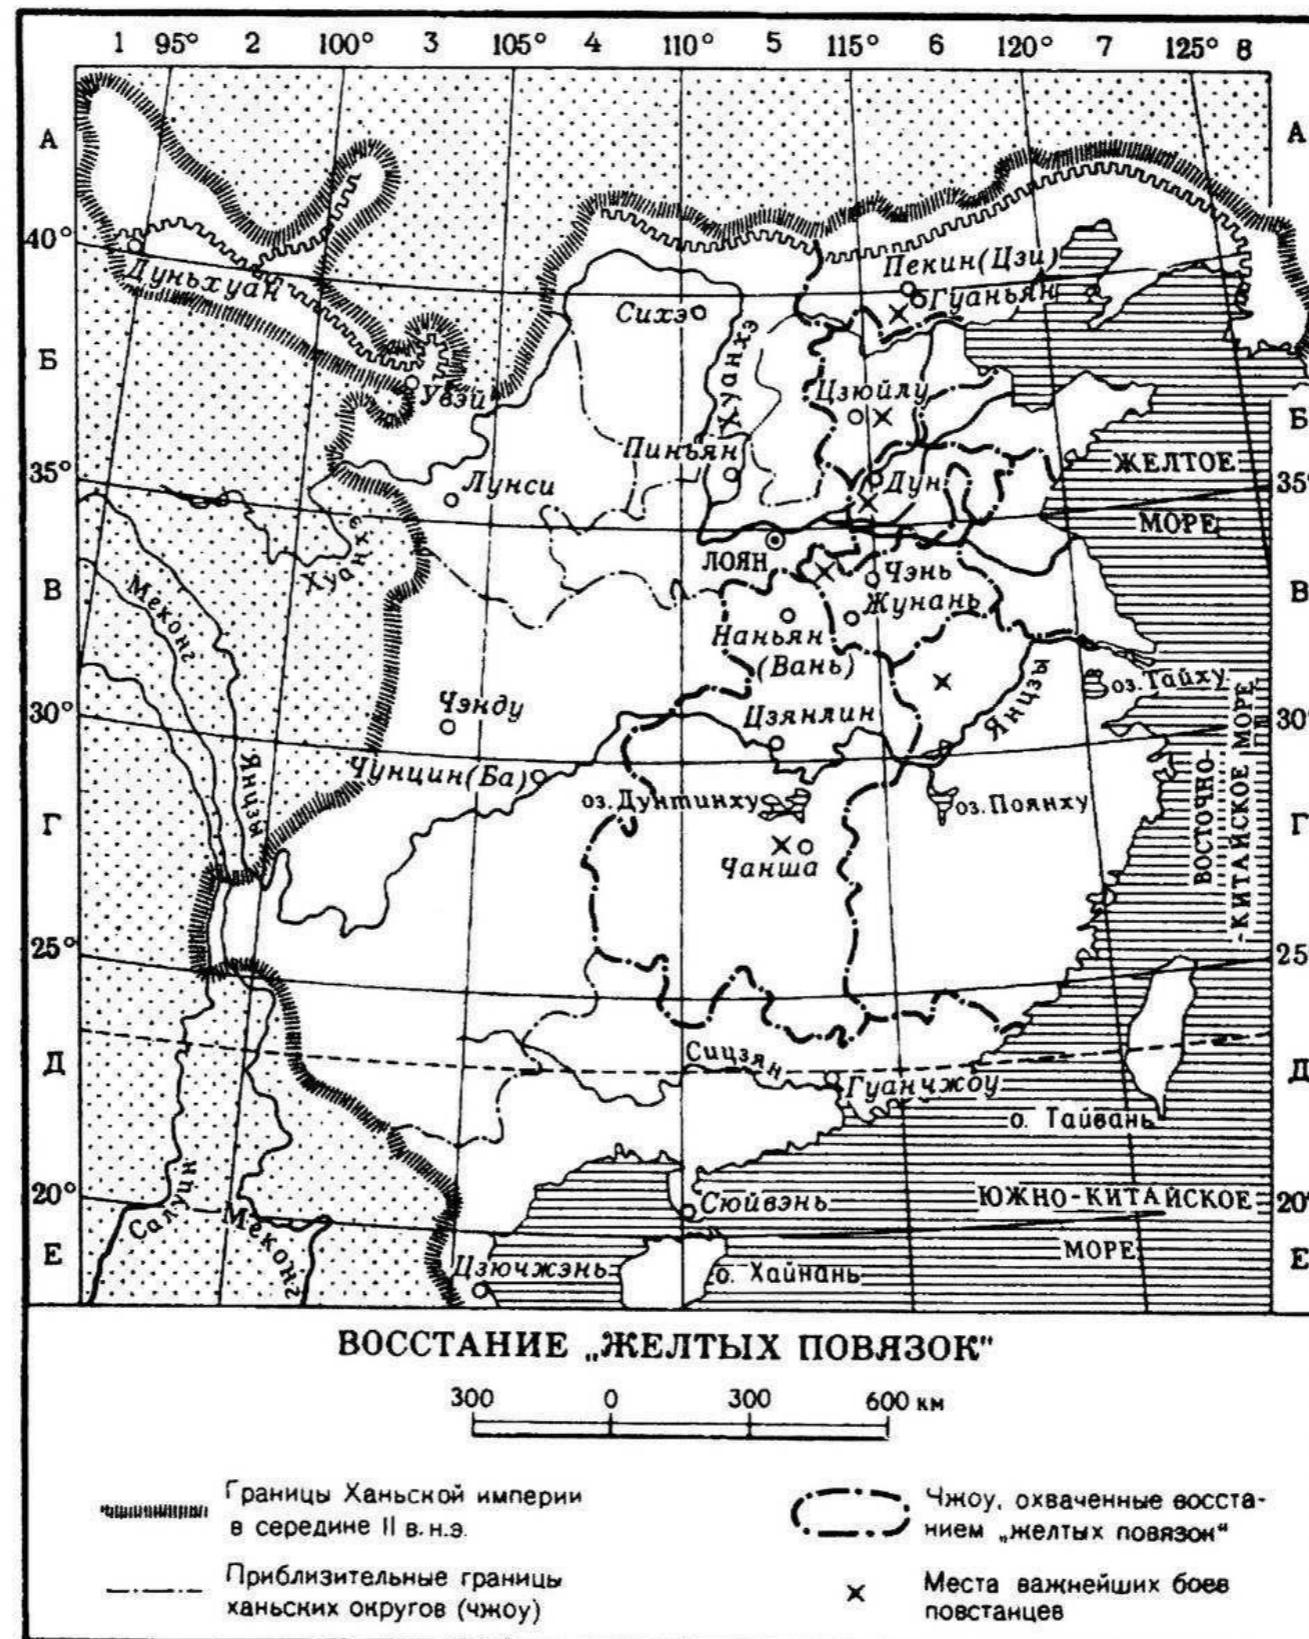 1 95° 2 100° 3 105° 4 110° 5 115° 6 120° 7 125° 8
А А
40°
Пекин(Цзи)
Гуаньян
Дуньхуан
Сихэ
Хуанхэ
Б
Цзюйлу
Увэй
Б
Пинъян
ЖЕЛТОЕ
35° 35°
Лунси
Дун
МОРЕ
ЛОЯН
Хуанхэ
Чэнь
В В
Меконг
Жунань
Наньян
(Вань)
оз. Тайху
Янцзы
30° 30°
Чэнду
Цзянлин
Янцзы
Чунцин(Ба)
оз. Дунтинху
оз. Поянху
ВОСТОЧНО-
-КИТАЙСКОЕ МОРЕ
Г Г
Чанша
25° 25°
Сицзян
Д Д
Гуанчжоу
о. Тайвань
20° 20°
Салуин
Меконг
Сюйвэнь
ЮЖНО-КИТАЙСКОЕ
МОРЕ
Е Е
Цзючжэнь
о. Хайнань
ВОССТАНИЕ „ЖЕЛТЫХ ПОВЯЗОК"
300 0 300 600 км
Границы Ханьской империи
в середине II в. н.э.
Чжоу, охваченные восста-
нием „желтых повязок"
Приблизительные границы
ханьских округов (чжоу)
Места важнейших боев
повстанцев